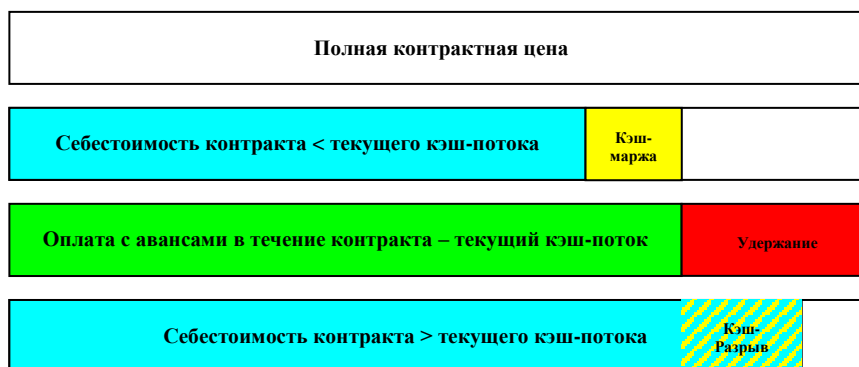 Полная контрактная цена
Себестоимость контракта < текущего кэш-потока
Кэш-
маржа
Оплата с авансами в течение контракта – текущий кэш-поток
Удержание
Себестоимость контракта > текущего кэш-потока
Кэш-
Разрыв